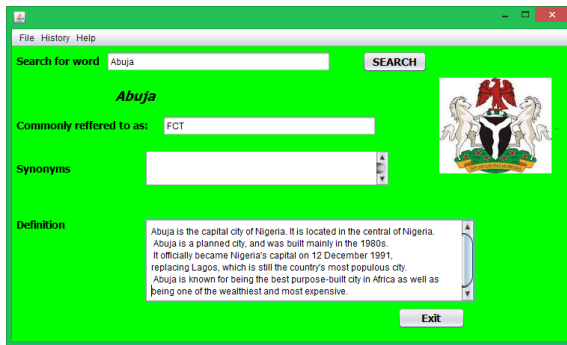 File History Help
Search for word Abuja SEARCH
Abuja
Commonly reffered to as: FCT
Synonyms
Definition
Abuja is the capital city of Nigeria. It is located in the central of Nigeria.
Abuja is a planned city, and was built mainly in the 1980s.
It officially became Nigeria's capital on 12 December 1991,
replacing Lagos, which is still the country's most populous city.
Abuja is known for being the best purpose-built city in Africa as well as
being one of the wealthiest and most expensive.
Exit